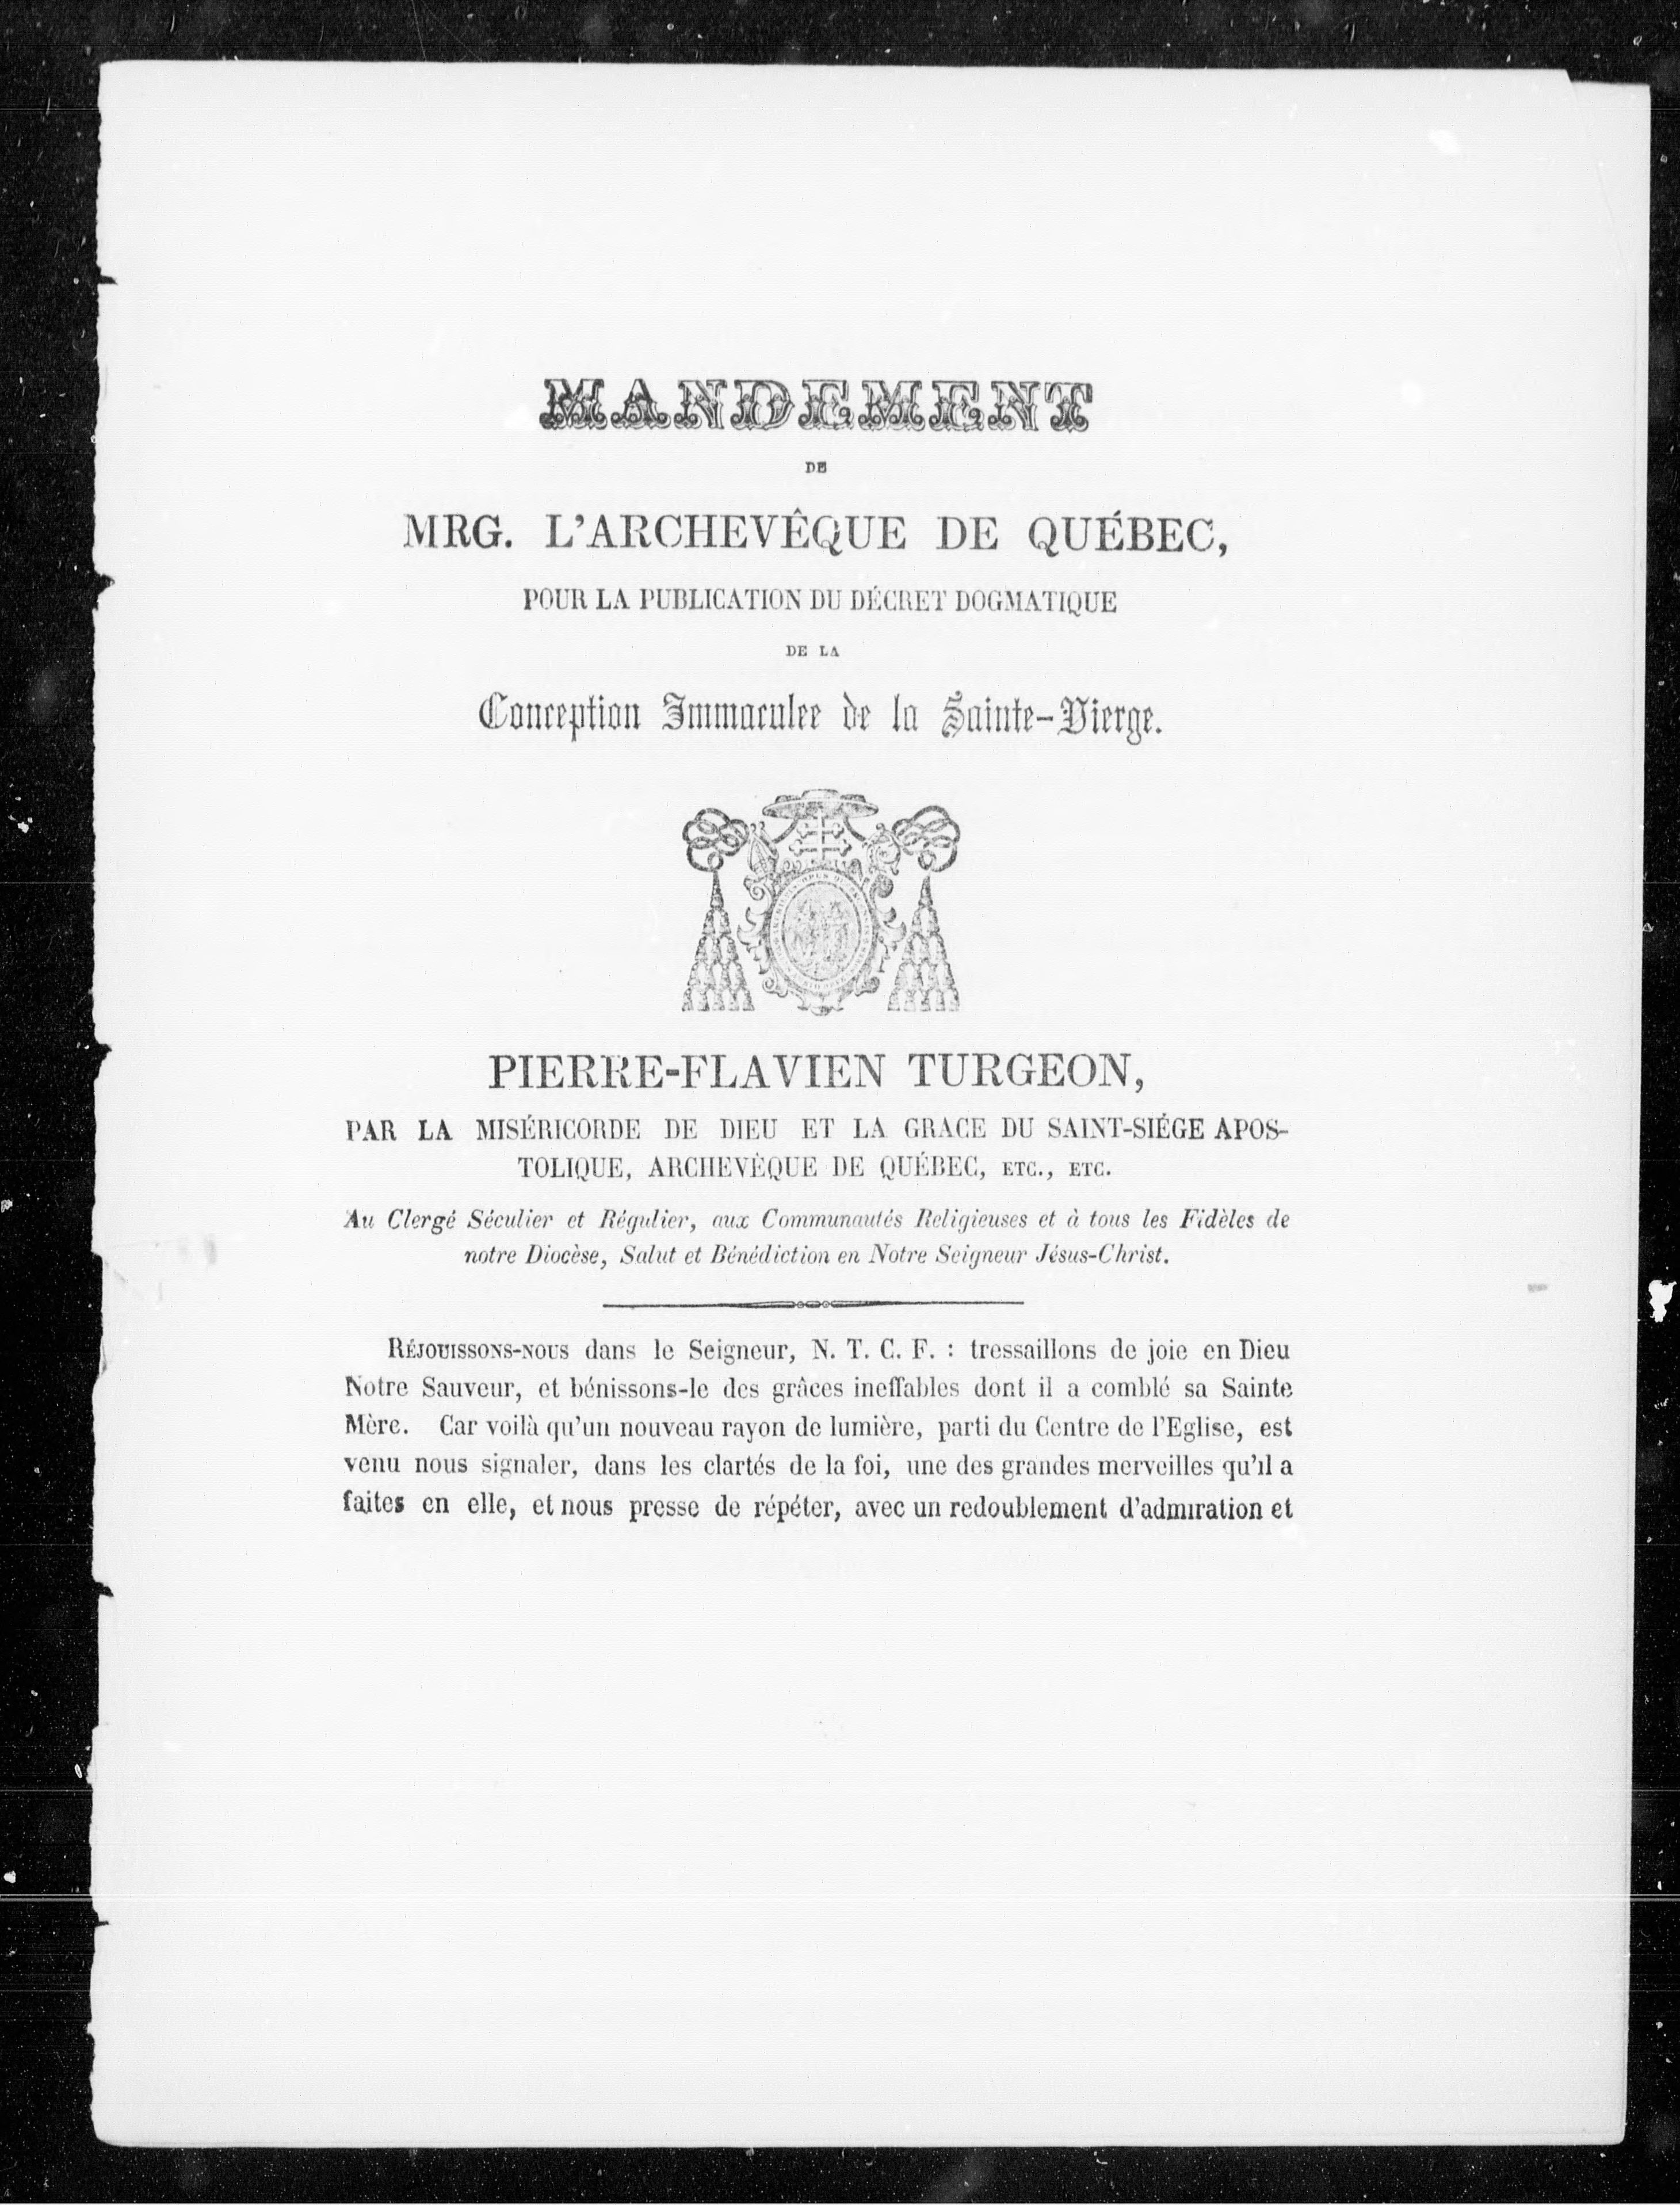 MANDEMENT
DE
MRG. L'ARCHEVÊQUE DE QUÉBEC,
POUR LA PUBLICATION DU DÉCRET DOGMATIQUE
DE LA
Conception Immaculee de la Sainte-Vierge.
PIERRE-FLAVIEN TURGEON,
PAR LA MISÉRICORDE DE DIEU ET LA GRACE DU SAINT-SIÉGE APOS-
TOLIQUE, ARCHEVÊQUE DE QUÉBEC, ETC., ETC.
Au Clergé Séculier et Régulier, aux Communautés Religieuses et à tous les Fidèles de
notre Diocèse, Salut et Bénédiction en Notre Seigneur Jésus-Christ.
RÉJOUISSONS-NOUS dans le Seigneur, N. T. C. F. : tressaillons de joie en Dieu
Notre Sauveur, et bénissons-le des grâces ineffables dont il a comblé sa Sainte
Mère. Car voilà qu'un nouveau rayon de lumière, parti du Centre de l'Eglise, est
venu nous signaler, dans les clartés de la foi, une des grandes merveilles qu'il a
faites en elle, et nous presse de répéter, avec un redoublement d'admiration et